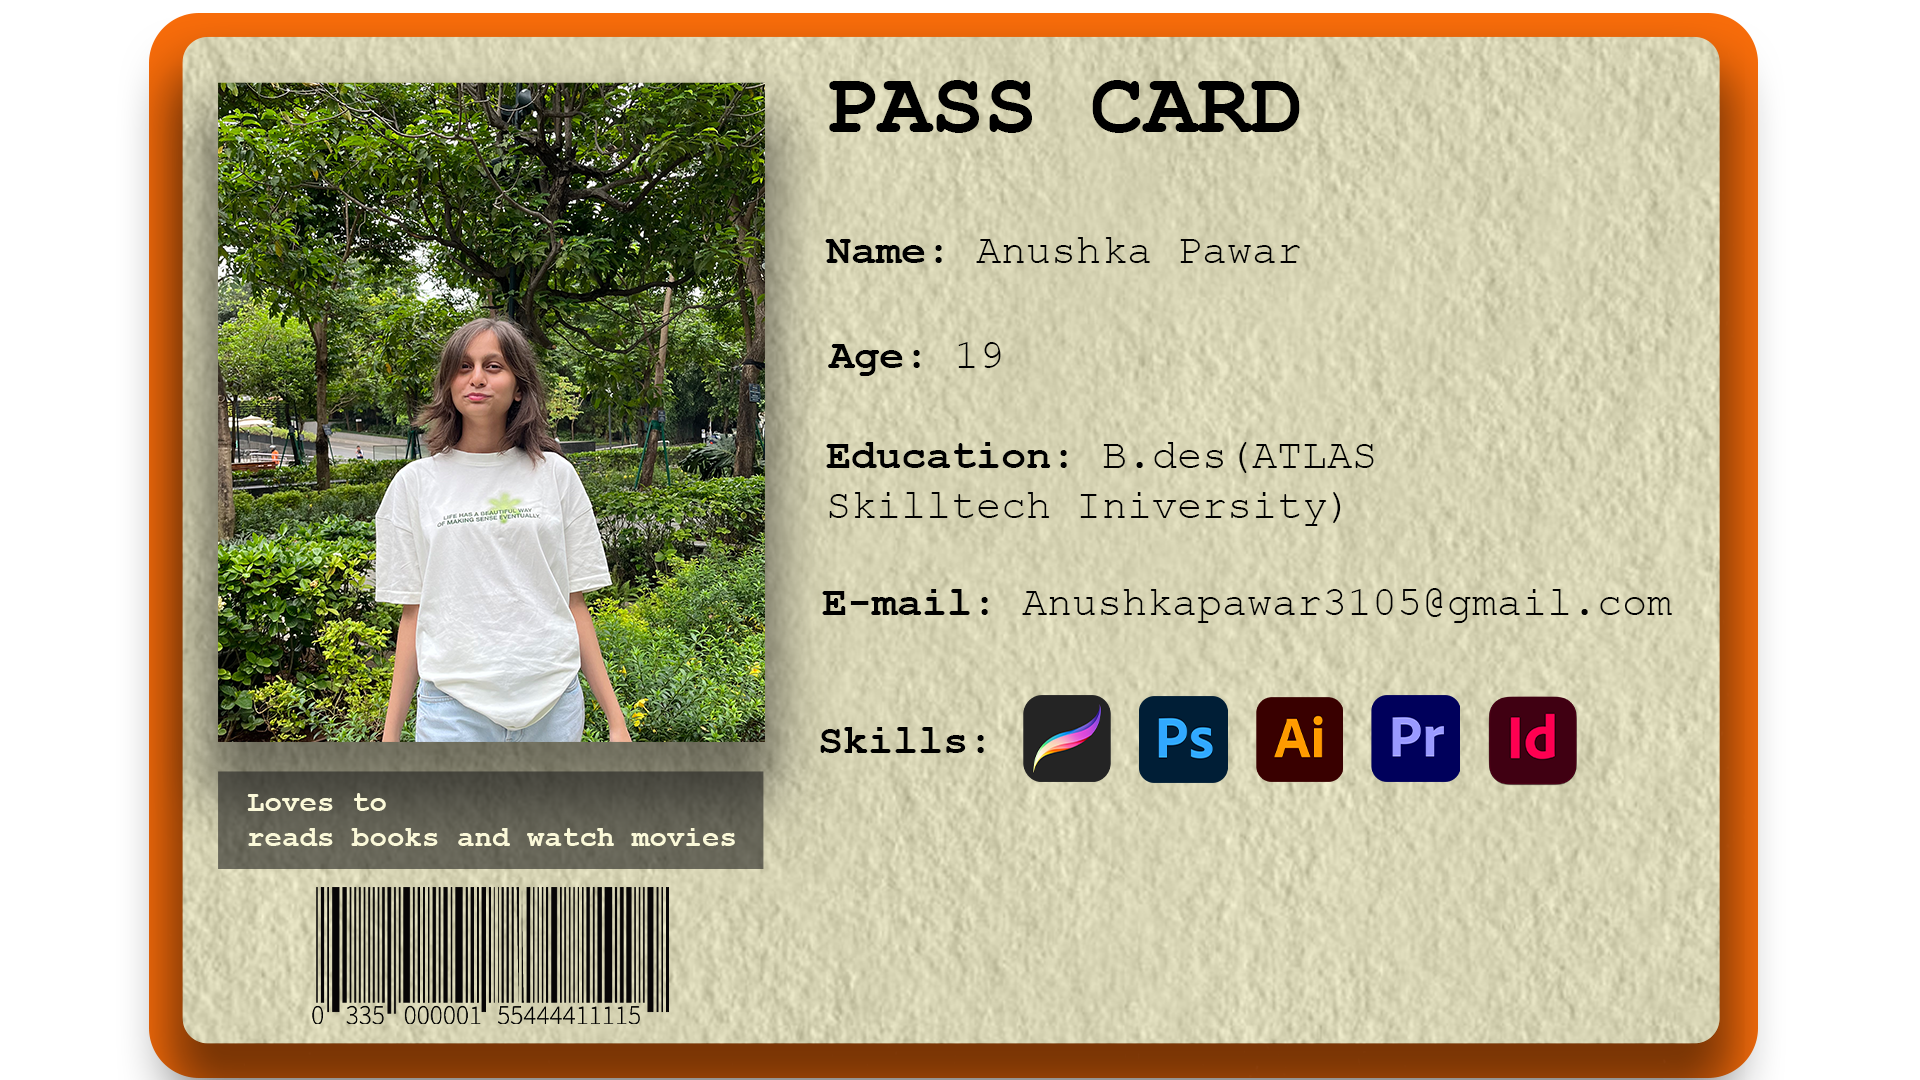 PASS CARD
Name: Anushka Pawar
Age: 19
Education: B.des(ATLAS
Skilltech Iniversity)
E-mail: Anushkapawar3105@gmail.com
Skills: Ps Ai Pr Id
LIFE HAS A BEAUTIFUL WAY
OF MAKING SENSE EVENTUALLY
Loves to
reads books and watch movies
0 335 000001 55444411115